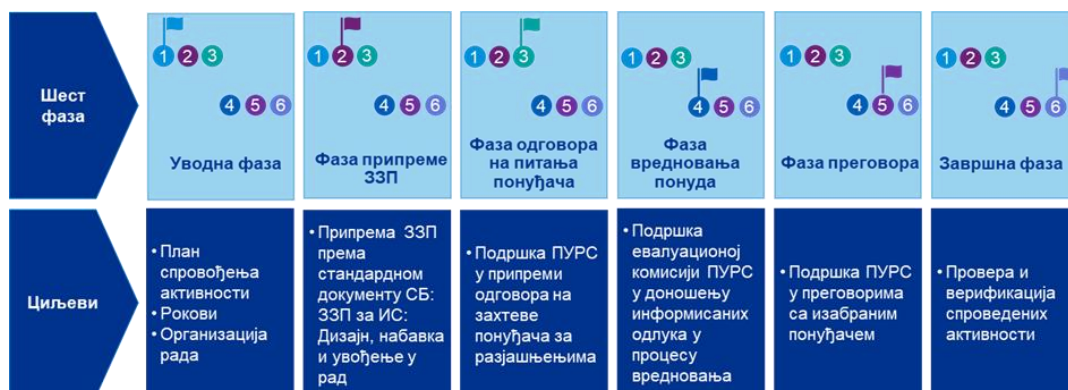 Шест
фаза
1 2 3
4 5 6
Уводна фаза
1 2 3
4 5 6
Фаза припреме
ЗЗП
1 2 3
4 5 6
Фаза одговора
на питања
понуђача
1 2 3
4 5 6
Фаза
вредновања
понуда
1 2 3
4 5 6
Фаза преговора
1 2 3
4 5 6
Завршна фаза
Циљеви
• План
спровођења
активности
• Рокови
• Организација
рада
• Припрема ЗЗП
према
стандардном
документу СБ:
ЗЗП за ИС:
Дизајн, набавка
и увођење у
рад
• Подршка ПУРС
у припреми
одговора на
захтеве
понуђача за
разјашњењима
• Подршка
евалуационој
комисији ПУРС
у доношењу
информисаних
одлука у
процесу
вредновања
• Подршка ПУРС
у преговорима
са изабраним
понуђачем
• Провера и
верификација
спроведених
активности